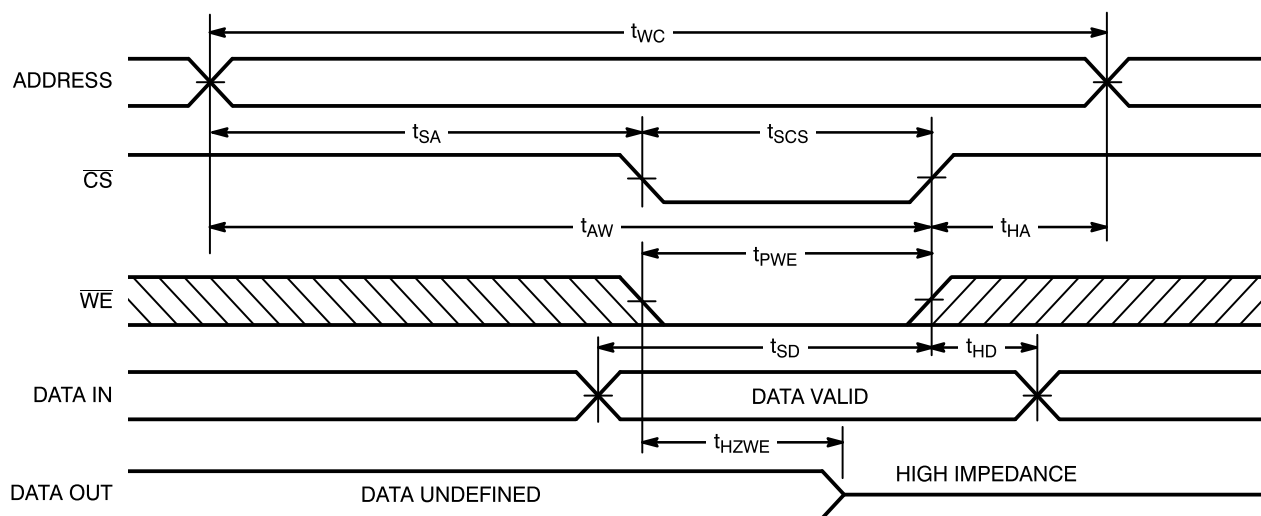 tWC
ADDRESS
tSA
tSCS
CS
tAW
tHA
tPWE
WE
tSD
tHD
DATA IN
DATA VALID
tHZWE
HIGH IMPEDANCE
DATA OUT
DATA UNDEFINED